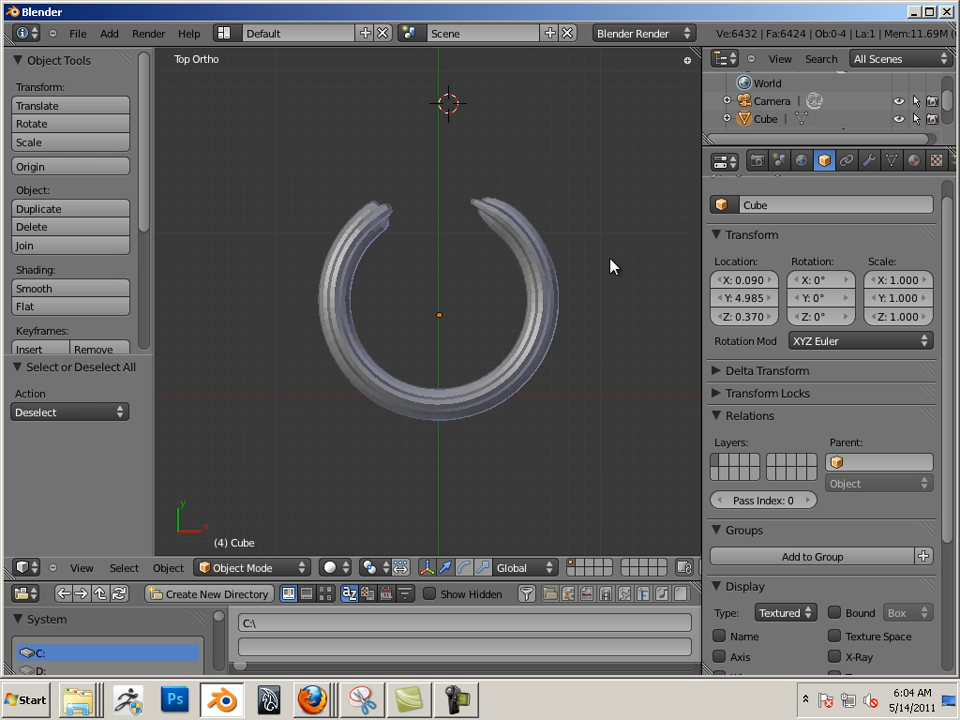 Blender
File Add Render Help Default Scene Blender Render Ve:6432 | Fa:6424 | Ob:0-4 | La:1 | Mem:11.69M
Object Tools
Transform:
Translate
Rotate
Scale
Origin
Object:
Duplicate
Delete
Join
Shading:
Smooth
Flat
Keyframes:
Insert Remove
Select or Deselect All
Action
Deselect
Top Ortho
y
x
(4) Cube
View Search All Scenes
World
Camera
Cube
Cube
Transform
Location: Rotation: Scale:
X: 0.090 X: 0° X: 1.000
Y: 4.985 Y: 0° Y: 1.000
Z: 0.370 Z: 0° Z: 1.000
Rotation Mod XYZ Euler
Delta Transform
Transform Locks
Relations
Layers: Parent:
Object
Pass Index: 0
Groups
Add to Group
Display
Type: Textured Bound Box
Name Texture Space
Axis X-Ray
View Select Object Object Mode Global
Create New Directory Show Hidden
System
C:
D:
C:\
Start
Ps
6:04 AM
5/14/2011